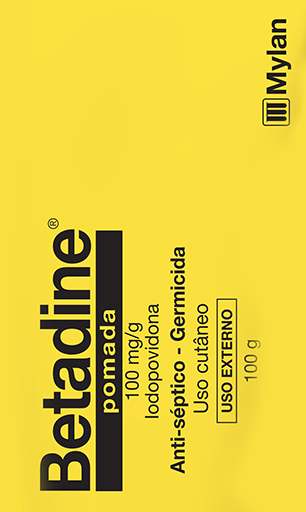 Betadine®
pomada
100 mg/g
Iodopovidona
Anti-séptico - Germicida
Uso cutâneo
USO EXTERNO
100 g
Mylan